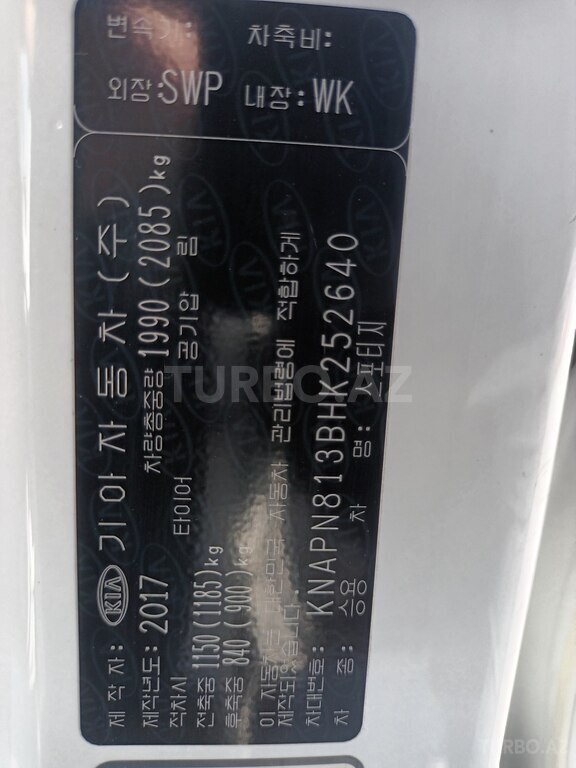 변속기: 차축비:
외장:SWP 내장:WK
제작자: KIA 기아자동차(주)
제작년도: 2017 차량총중량 1990(2085)kg
적차시 타이어 공기압 림
전축중 1150(1185)kg
후축중 840(900)kg
이 자동차는 대한민국 자동차 관리법령에 적합하게
제작되었습니다.
차대번호: KNAPN813BHK252640
차종: 승용 차명: 스포티지
TURBO.AZ
TURBO.AZ